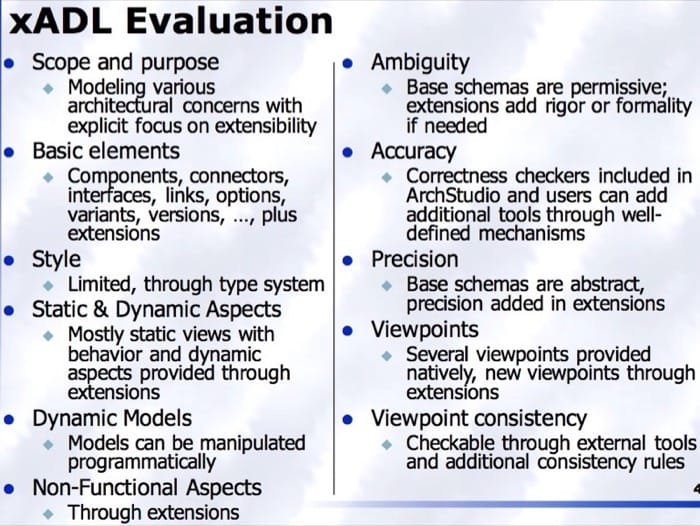 xADL Evaluation
Scope and purpose
Modeling various
architectural concerns with
explicit focus on extensibility
Basic elements
Components, connectors,
interfaces, links, options,
variants, versions, ..., plus
extensions
Style
Limited, through type system
Static & Dynamic Aspects
Mostly static views with
behavior and dynamic
aspects provided through
extensions
Dynamic Models
Models can be manipulated
programmatically
Non-Functional Aspects
Through extensions
Ambiguity
Base schemas are permissive;
extensions add rigor or formality
if needed
Accuracy
Correctness checkers included in
ArchStudio and users can add
additional tools through well-
defined mechanisms
Precision
Base schemas are abstract,
precision added in extensions
Viewpoints
Several viewpoints provided
natively, new viewpoints through
extensions
Viewpoint consistency
Checkable through external tools
and additional consistency rules